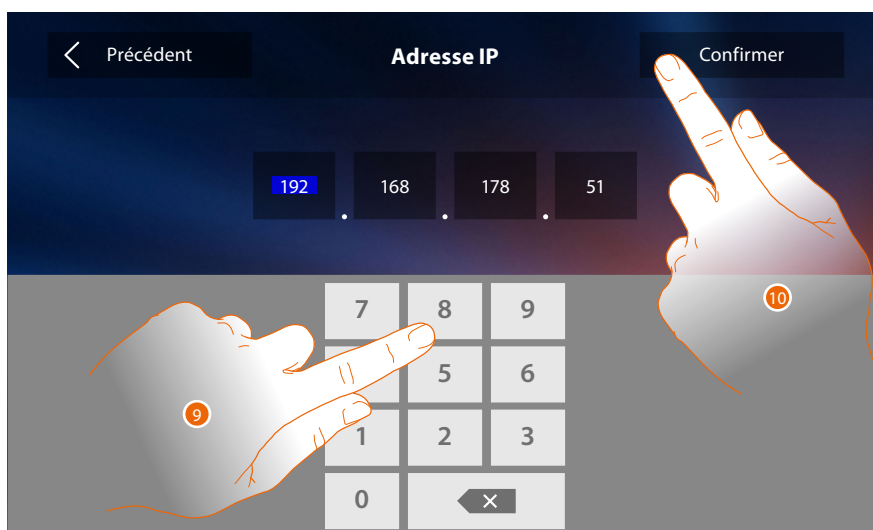 Précédent
Adresse IP
Confirmer
192 . 168 . 178 . 51
7 8 9
5 6
1 2 3
0
9
10